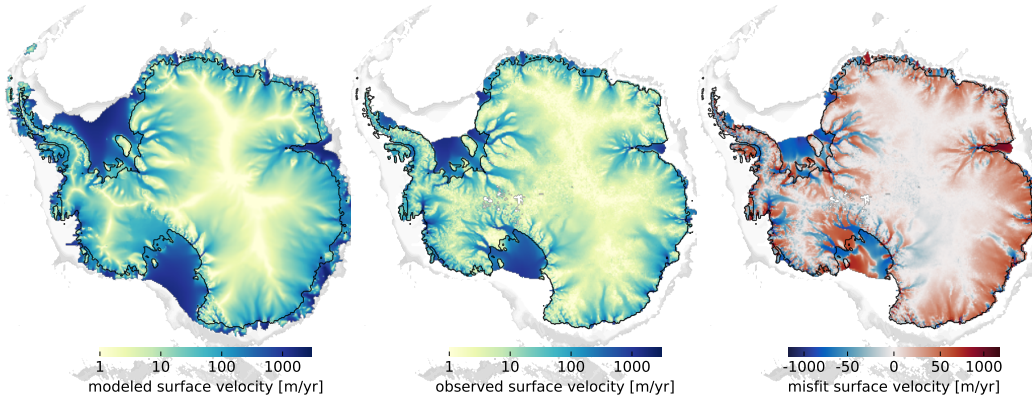 1 10 100 1000
modeled surface velocity [m/yr]
1 10 100 1000
observed surface velocity [m/yr]
-1000 -50 0 50 1000
misfit surface velocity [m/yr]